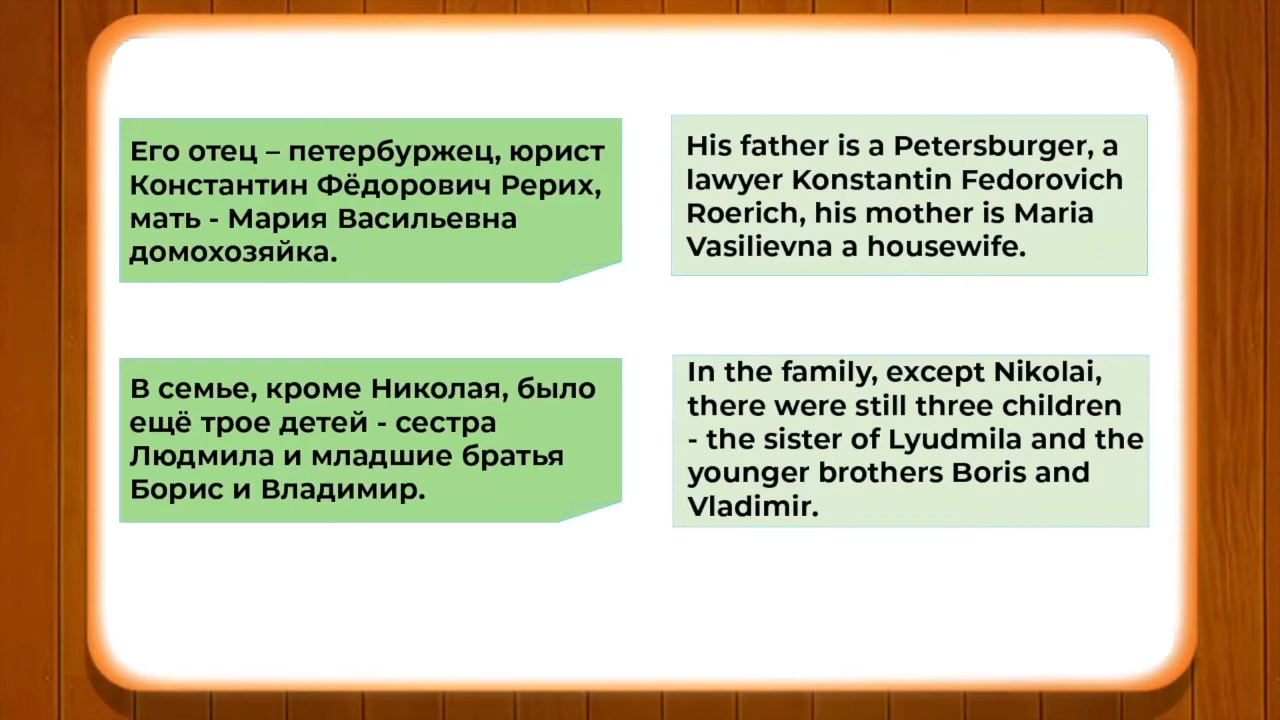 Его отец – петербуржец, юрист
Константин Фёдорович Рерих,
мать - Мария Васильевна
домохозяйка.
His father is a Petersburger, a
lawyer Konstantin Fedorovich
Roerich, his mother is Maria
Vasilievna a housewife.
В семье, кроме Николая, было
ещё трое детей - сестра
Людмила и младшие братья
Борис и Владимир.
In the family, except Nikolai,
there were still three children
- the sister of Lyudmila and the
younger brothers Boris and
Vladimir.